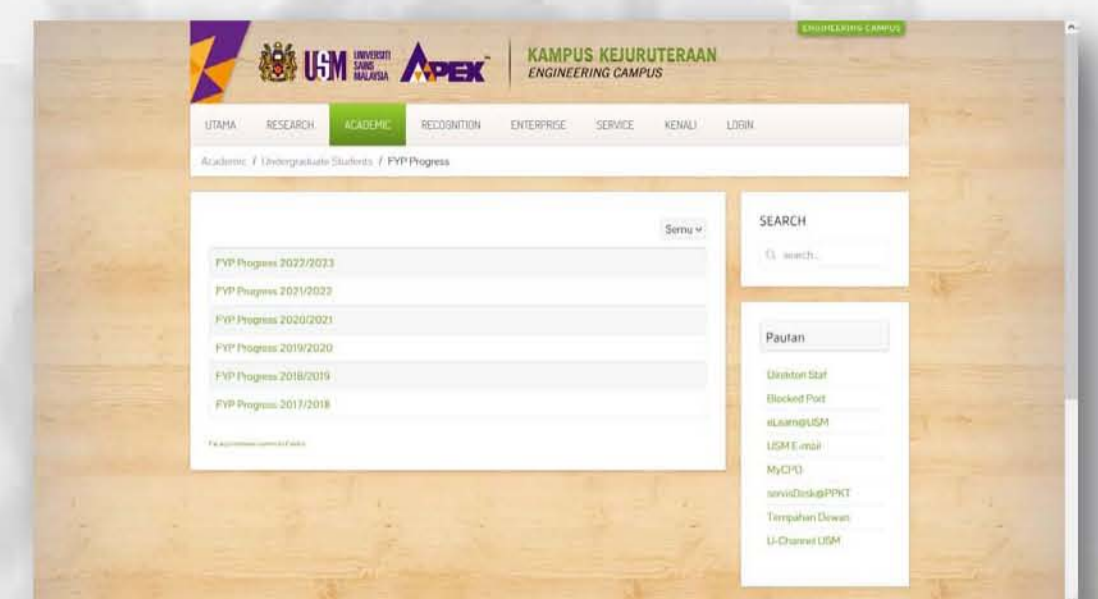 ENGINEERING CAMPUS
USM UNIVERSITI SAINS MALAYSIA APEX™ KAMPUS KEJURUTERAAN
ENGINEERING CAMPUS
UTAMA RESEARCH ACADEMIC RECOGNITION ENTERPRISE SERVICE KENALI LOGIN
Academic / Undergraduate Students / FYP Progress
Semu
FYP Progress 2022/2023
FYP Progress 2021/2022
FYP Progress 2020/2021
FYP Progress 2019/2020
FYP Progress 2018/2019
FYP Progress 2017/2018
SEARCH
search...
Pautan
Direktori Staf
Blocked Port
eLearn@USM
USM E-mail
MyCPD
servisDesk@PPKT
Tempahan Dewan
U-Channel USM